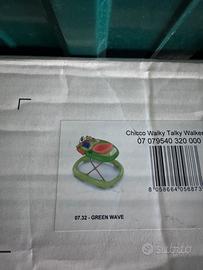 Chicco Walky Talky Walker
07 079540 320 000
8 058664 056873
07.32 - GREEN WAVE
Subito